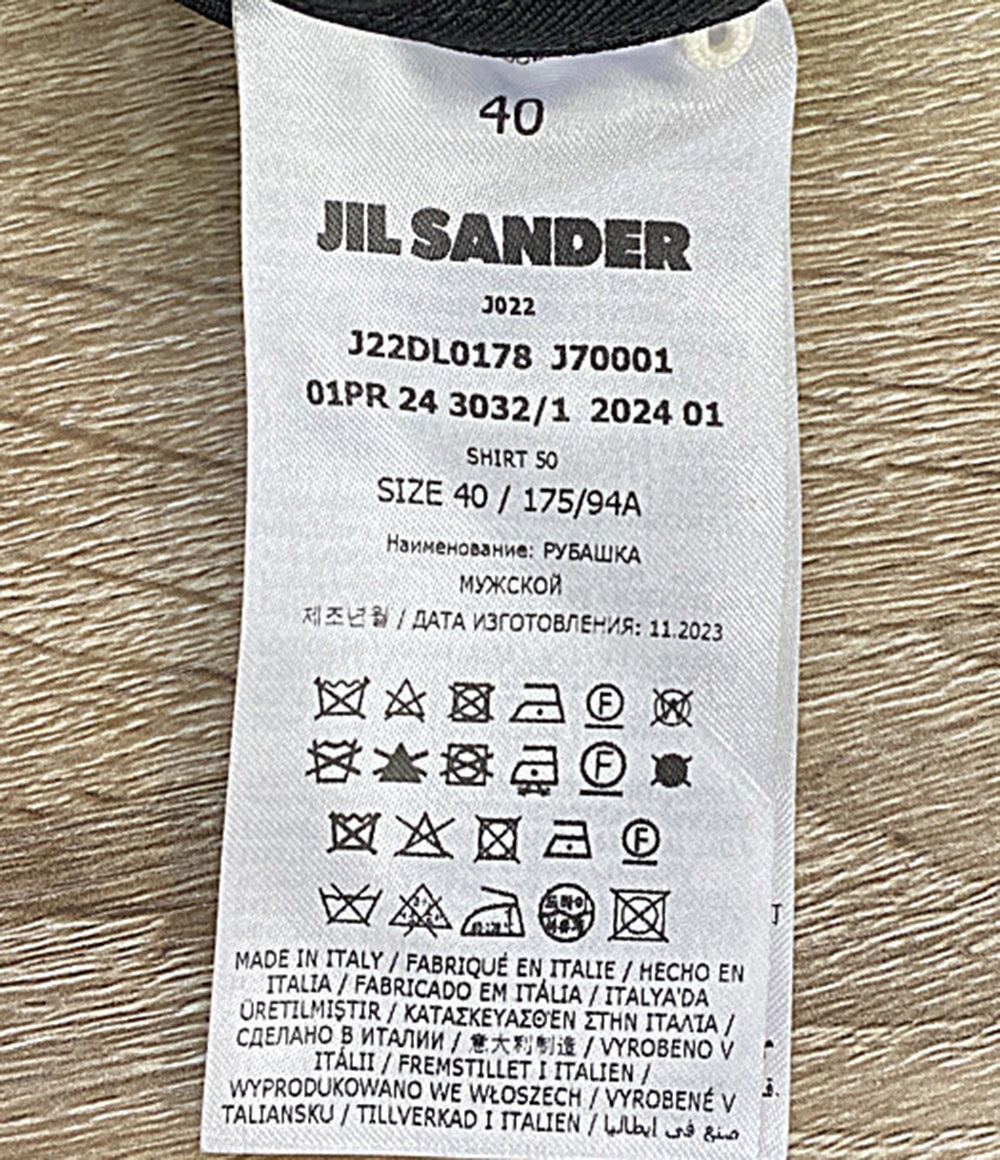 40
JIL SANDER
J022
J22DL0178 J70001
01PR 24 3032/1 2024 01
SHIRT 50
SIZE 40 / 175/94A
Наименование: РУБАШКА
МУЖСКОЙ
제조년월 / ДАТА ИЗГОТОВЛЕНИЯ: 11.2023
F
F
F
MADE IN ITALY / FABRIQUÉ EN ITALIE / HECHO EN
ITALIA / FABRICADO EM ITÁLIA / ITALYA'DA
ÜRETILMIŞTIR / ΚΑΤΑΣΚΕΥΑΣΘ'ΕΝ ΣΤΗΝ ΙΤΑΛΊΑ /
СДЕЛАНО В ИТАЛИИ / 意大利制造 / VYROBENO V
ITÁLII / FREMSTILLET I ITALIEN /
WYPRODUKOWANO WE WŁOSZECH / VYROBENÉ V
TALIANSKU / TILLVERKAD I ITALIEN / صنع في ايطاليا